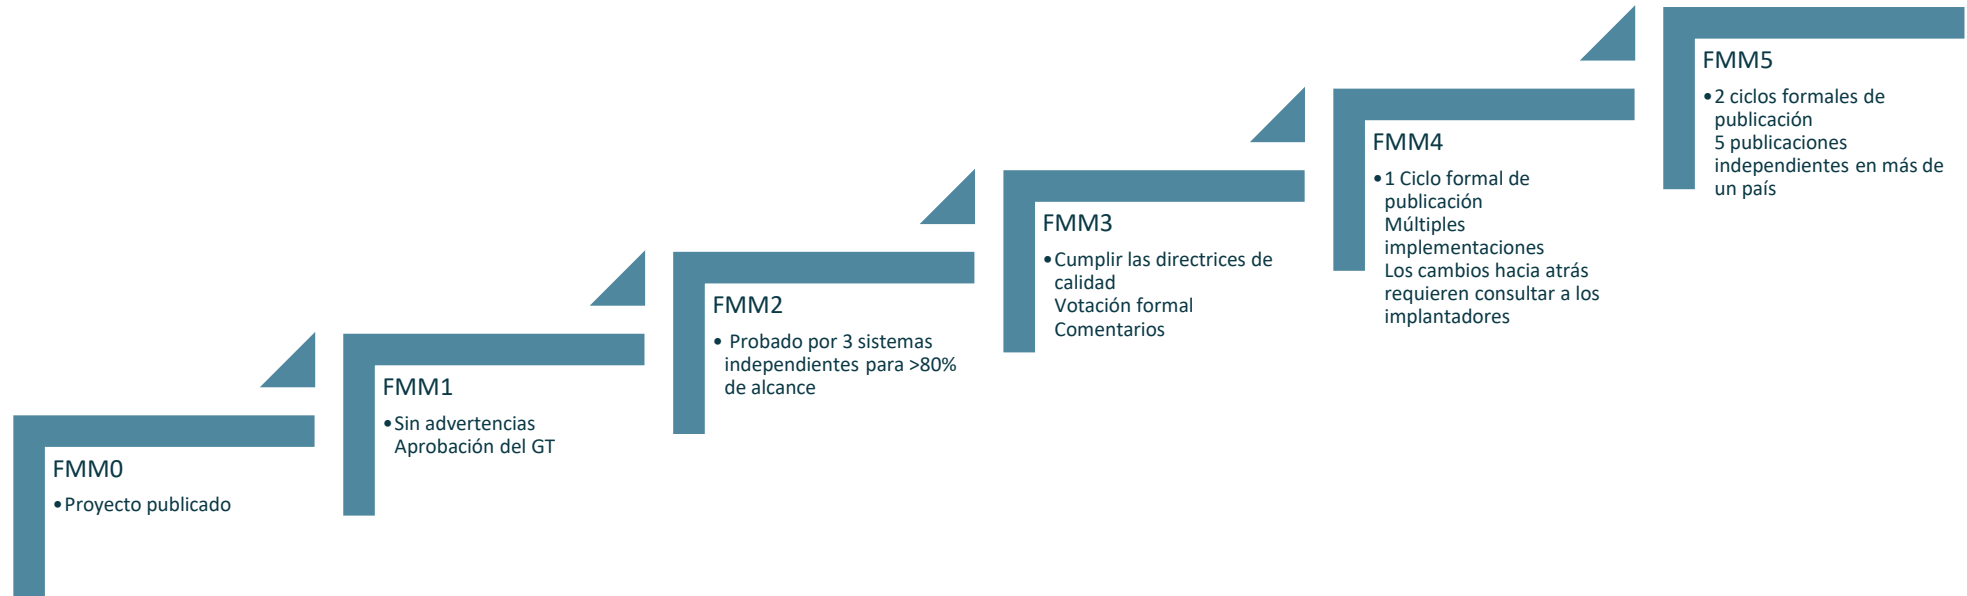 FMM0
•Proyecto publicado
FMM1
•Sin advertencias
Aprobación del GT
FMM2
• Probado por 3 sistemas
independientes para >80%
de alcance
FMM3
•Cumplir las directrices de
calidad
Votación formal
Comentarios
FMM4
•1 Ciclo formal de
publicación
Múltiples
implementaciones
Los cambios hacia atrás
requieren consultar a los
implantadores
FMM5
•2 ciclos formales de
publicación
5 publicaciones
independientes en más de
un país